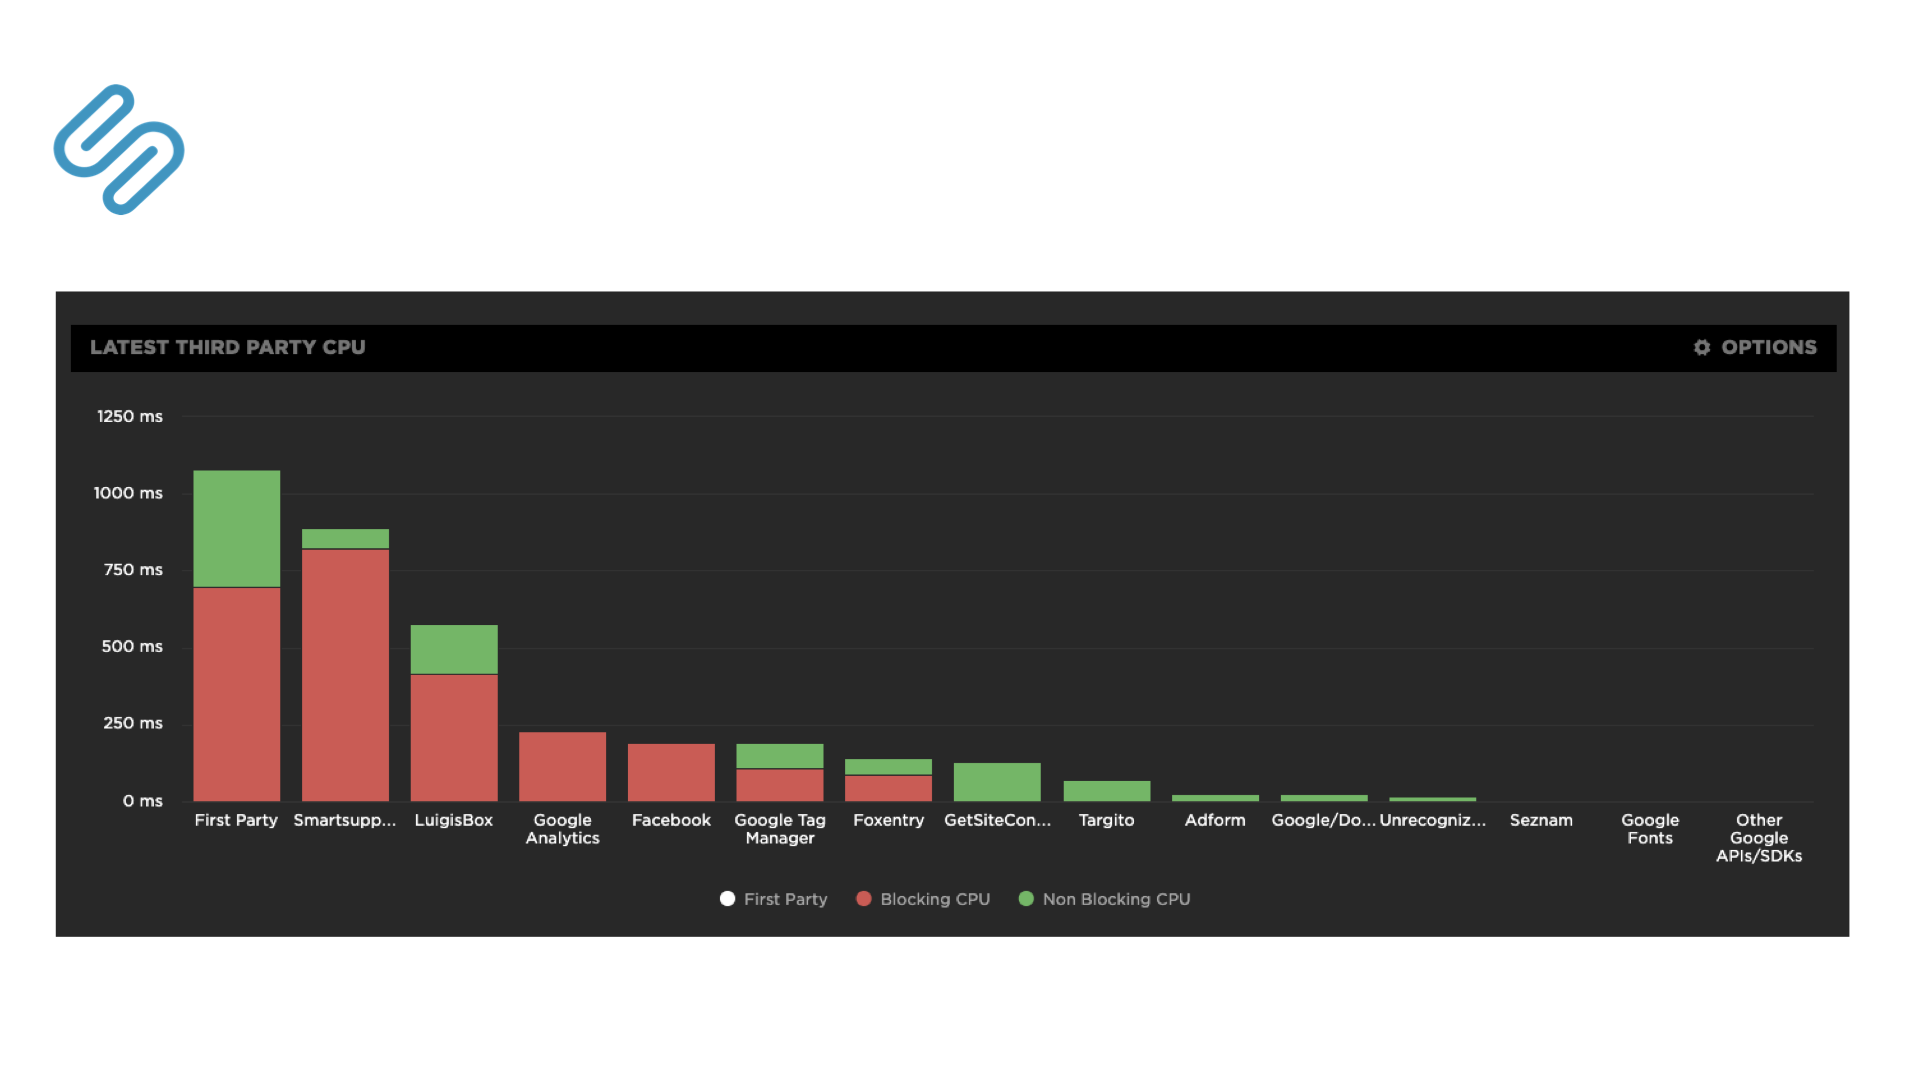 LATEST THIRD PARTY CPU
OPTIONS
1250 ms
1000 ms
750 ms
500 ms
250 ms
0 ms
First Party
Smartsupp...
LuigisBox
Google
Analytics
Facebook
Google Tag
Manager
Foxentry
GetSiteCon...
Targito
Adform
Google/Do...
Unrecogniz...
Seznam
Google
Fonts
Other
Google
APIs/SDKs
First Party
Blocking CPU
Non Blocking CPU